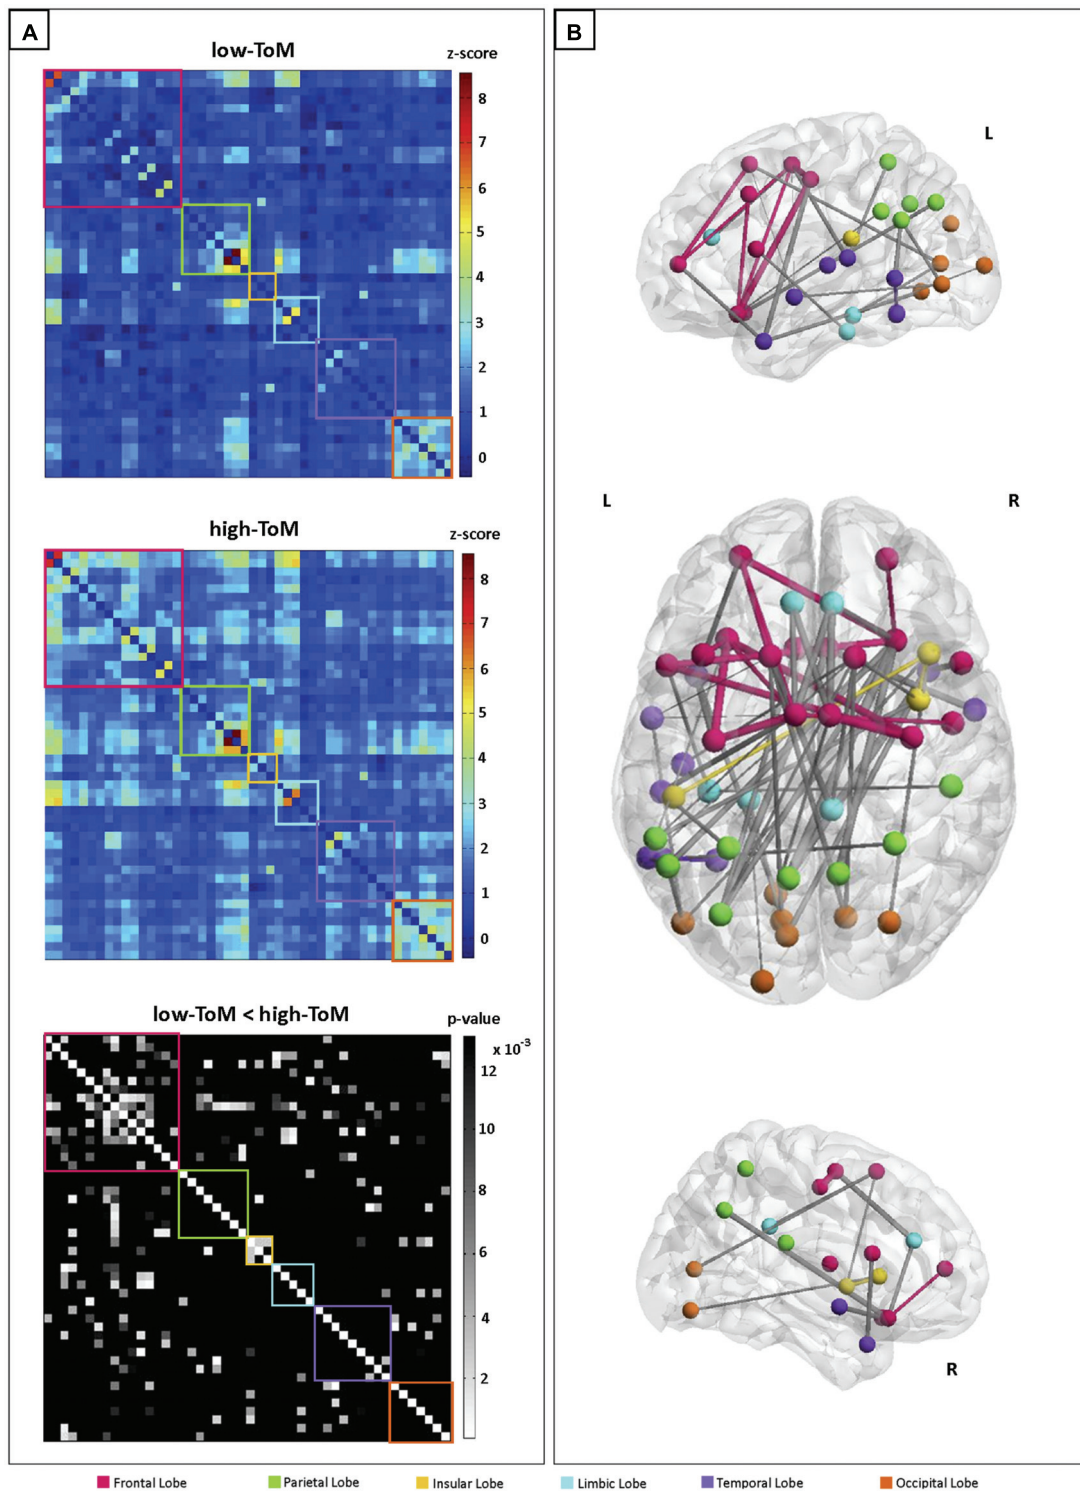 A
low-ToM
z-score
8
7
6
5
4
3
2
1
0
high-ToM
z-score
8
7
6
5
4
3
2
1
0
low-ToM < high-ToM
p-value
x 10-3
12
10
8
6
4
2
B
L
L
R
R
Frontal Lobe
Parietal Lobe
Insular Lobe
Limbic Lobe
Temporal Lobe
Occipital Lobe